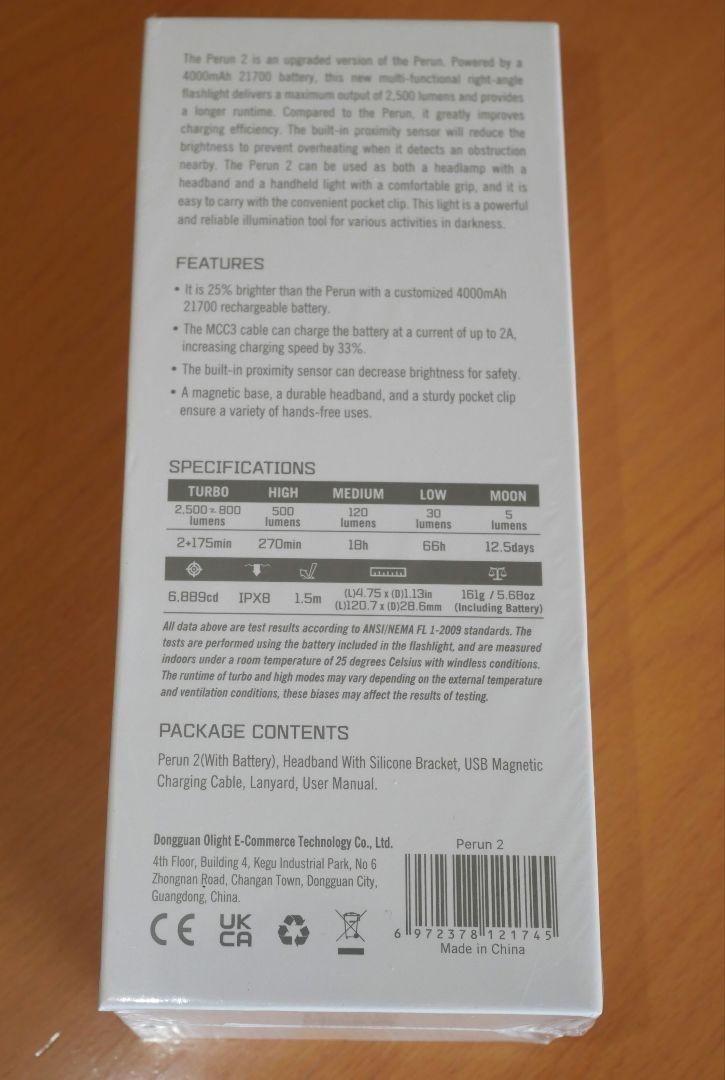 The Perun 2 is an upgraded version of the Perun. Powered by a
4000mAh 21700 battery, this new multi-functional right-angle
flashlight delivers a maximum output of 2,500 lumens and provides
a longer runtime. Compared to the Perun, it greatly improves
charging efficiency. The built-in proximity sensor will reduce the
brightness to prevent overheating when it detects an obstruction
nearby. The Perun 2 can be used as both a headlamp with a
headband and a handheld light with a comfortable grip, and it is
easy to carry with the convenient pocket clip. This light is a powerful
and reliable illumination tool for various activities in darkness.
FEATURES
• It is 25% brighter than the Perun with a customized 4000mAh
21700 rechargeable battery.
• The MCC3 cable can charge the battery at a current of up to 2A,
increasing charging speed by 33%.
• The built-in proximity sensor can decrease brightness for safety.
• A magnetic base, a durable headband, and a sturdy pocket clip
ensure a variety of hands-free uses.
SPECIFICATIONS
TURBO HIGH MEDIUM LOW MOON
2,500 ~ 800 500 120 30 5
lumens lumens lumens lumens lumens
2+175min 270min 18h 66h 12.5days
6,889cd IPX8 1.5m (L)4.75 x (D)1.13in 161g / 5.68oz
(L)120.7 x (D)28.6mm (Including Battery)
All data above are test results according to ANSI/NEMA FL 1-2009 standards. The
tests are performed using the battery included in the flashlight, and are measured
indoors under a room temperature of 25 degrees Celsius with windless conditions.
The runtime of turbo and high modes may vary depending on the external temperature
and ventilation conditions, these biases may affect the results of testing.
PACKAGE CONTENTS
Perun 2(With Battery), Headband With Silicone Bracket, USB Magnetic
Charging Cable, Lanyard, User Manual.
Dongguan Olight E-Commerce Technology Co., Ltd.
4th Floor, Building 4, Kegu Industrial Park, No 6
Zhongnan Road, Changan Town, Dongguan City,
Guangdong, China.
CE UK
CA
Perun 2
6 972378 121745
Made in China